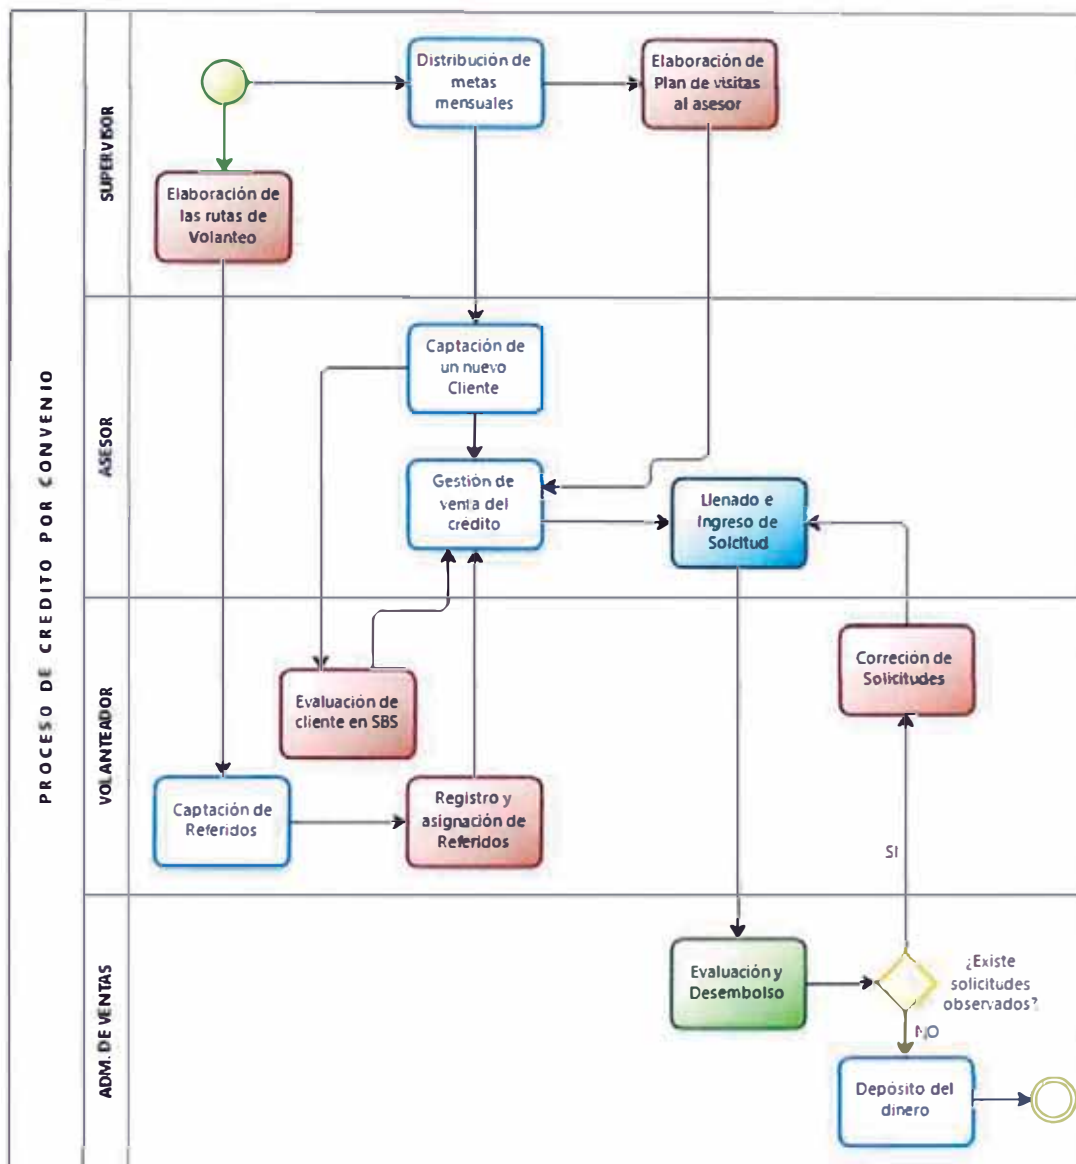 PROCESO DE CREDITO POR CONVENIO
SUPERVISOR
Distribución de
metas
mensuales
Elaboración de
Plan de visitas
al asesor
Elaboración de
las rutas de
Volanteo
ASESOR
Captación de
un nuevo
Cliente
Gestión de
venta del
crédito
Llenado e
Ingreso de
Solcitud
VOLANTEADOR
Evaluación de
cliente en SBS
Correción de
Solicitudes
Captación de
Referidos
Registro y
asignación de
Referidos
SI
ADM. DE VENTAS
Evaluación y
Desembolso
¿Existe
solicitudes
observados?
NO
Depósito del
dinero